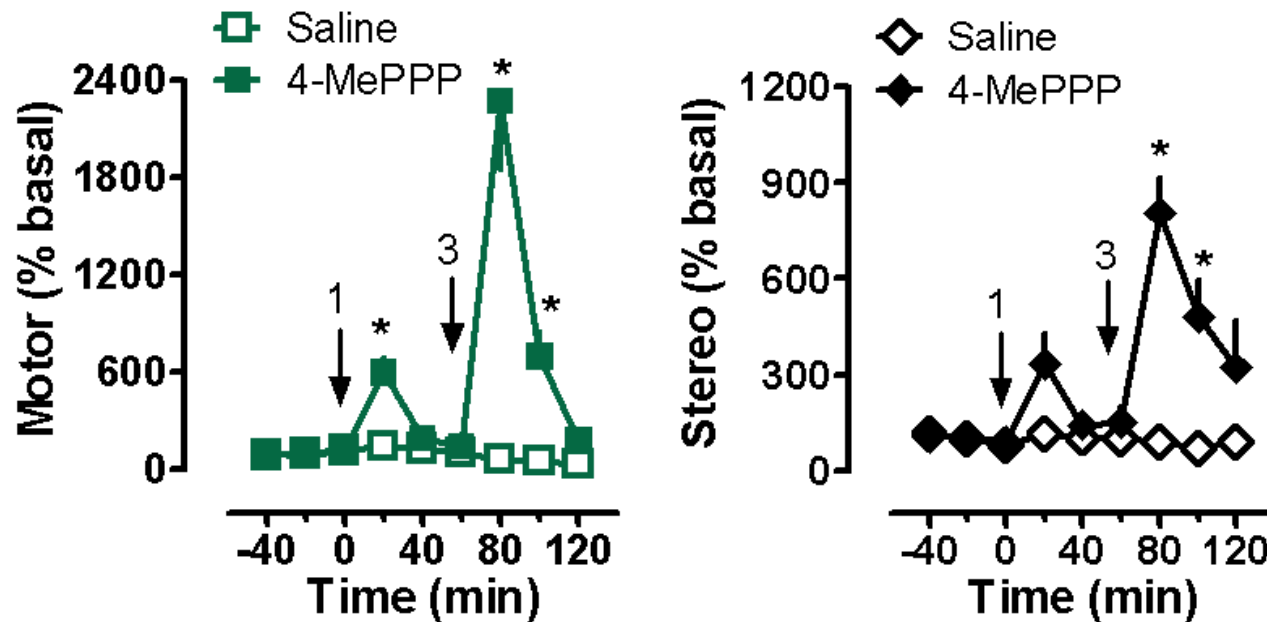 Saline
4-MePPP
Motor (% basal)
2400
1800
1200
600
0
1
*
3
*
*
-40 0 40 80 120
Time (min)
Saline
4-MePPP
Stereo (% basal)
1200
900
600
300
0
1
3
*
*
-40 0 40 80 120
Time (min)